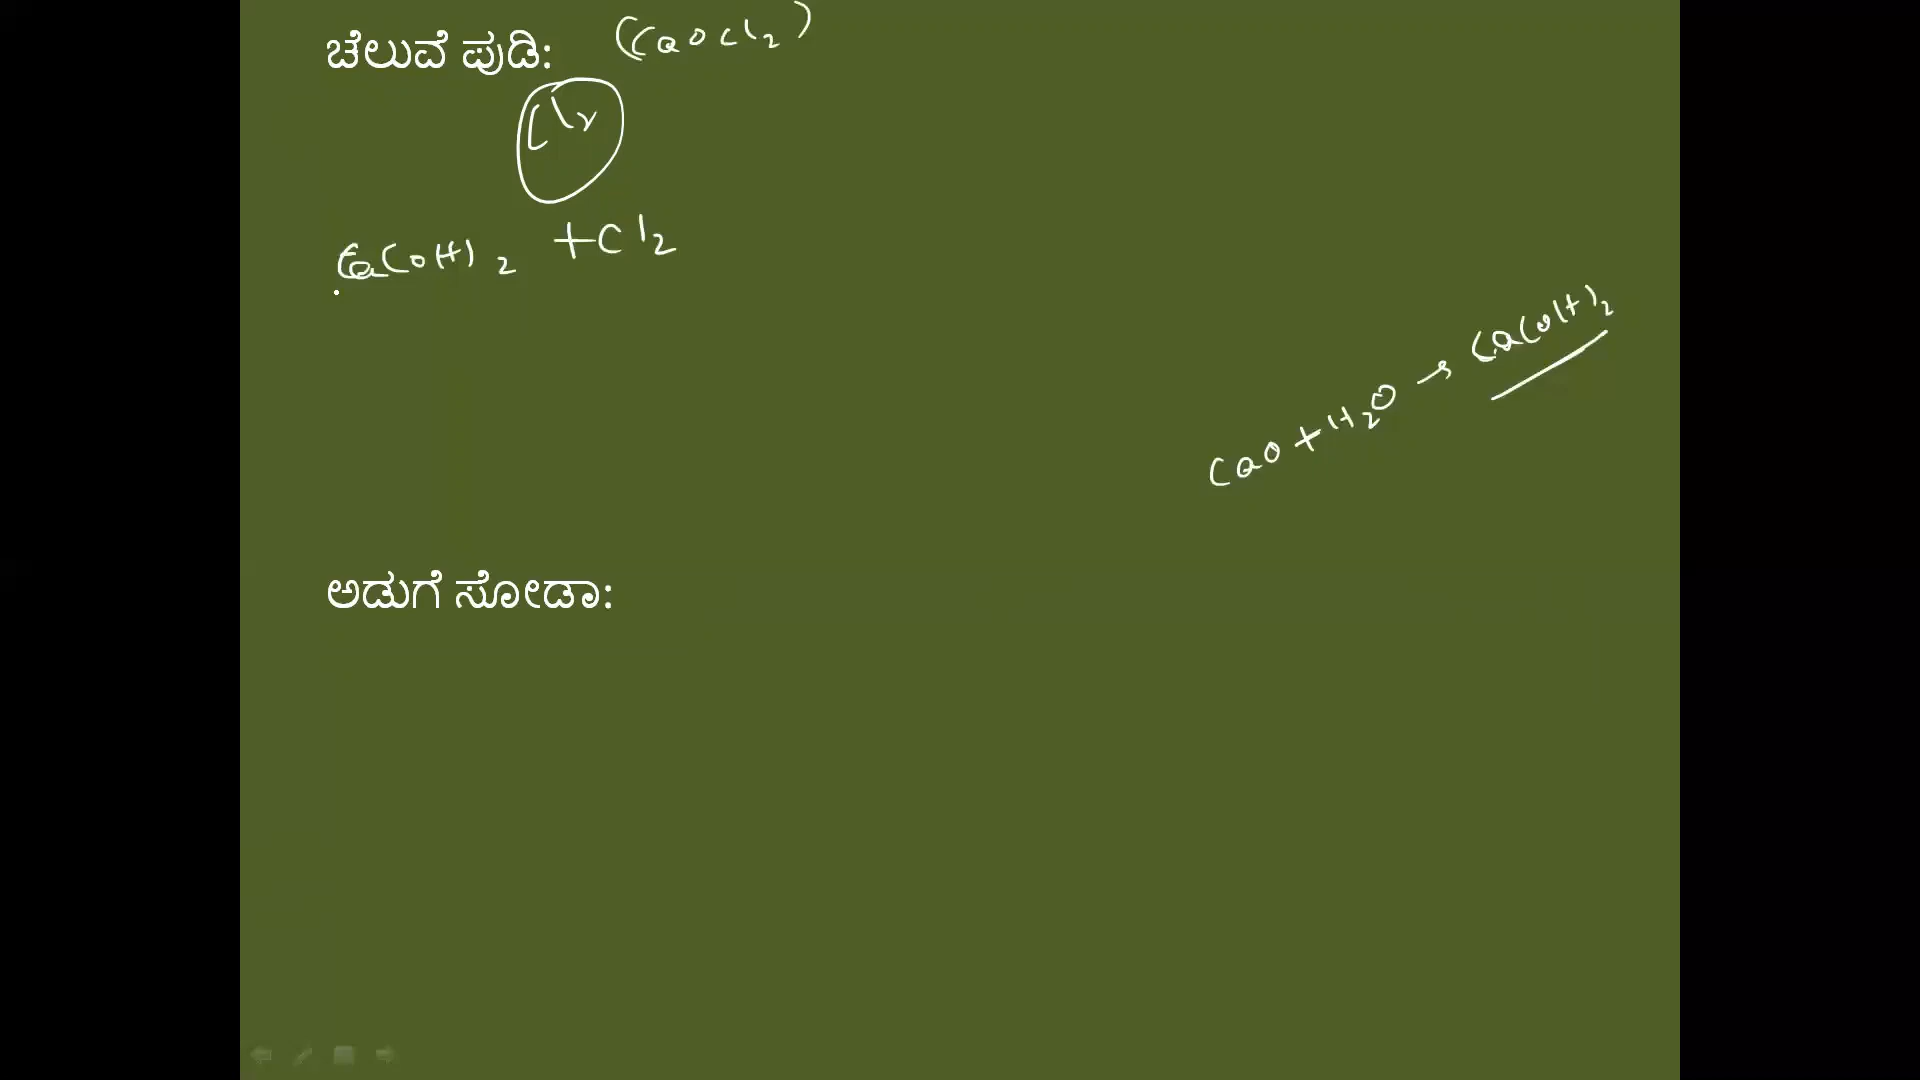 ಚೆಲುವೆ ಪುಡಿ: (CaOCl2)
Cl2
Ca(OH)2 +Cl2
CaO + H2O → Ca(OH)2
ಅಡುಗೆ ಸೋಡಾ: